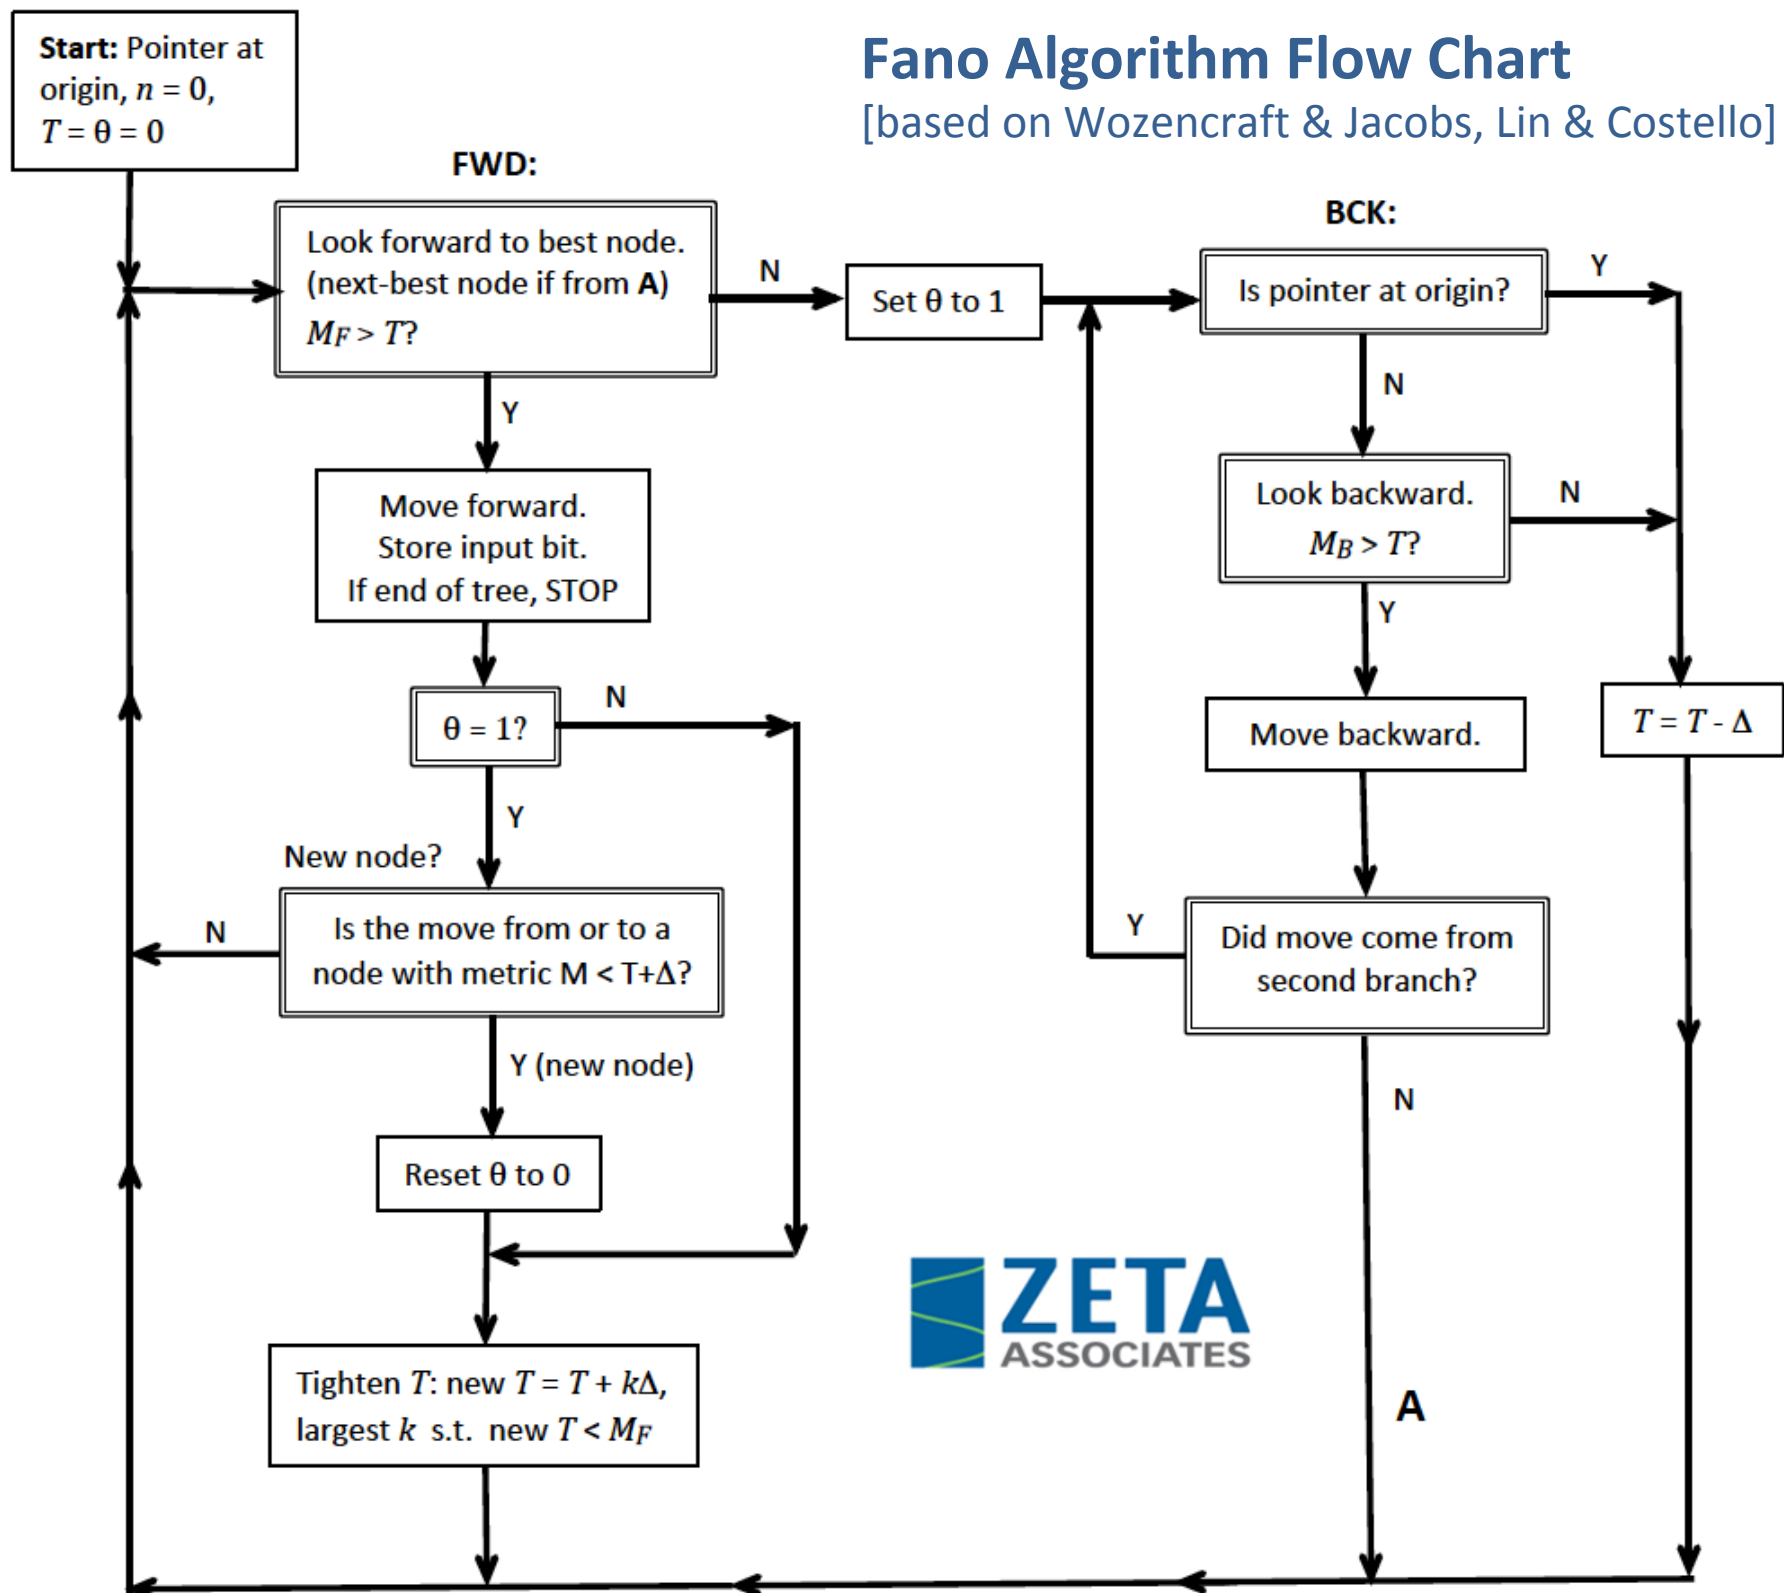 Fano Algorithm Flow Chart
[based on Wozencraft & Jacobs, Lin & Costello]
Start: Pointer at
origin, n = 0,
T = θ = 0
FWD:
Look forward to best node.
(next-best node if from A)
MF > T?
N
Y
Move forward.
Store input bit.
If end of tree, STOP
θ = 1?
N
Y
New node?
Is the move from or to a
node with metric M < T+Δ?
N
Y (new node)
Reset θ to 0
Tighten T: new T = T + kΔ,
largest k s.t. new T < MF
Set θ to 1
BCK:
Is pointer at origin?
Y
N
Look backward.
MB > T?
N
Y
Move backward.
T = T - Δ
Did move come from
second branch?
Y
N
A
ZETA
ASSOCIATES